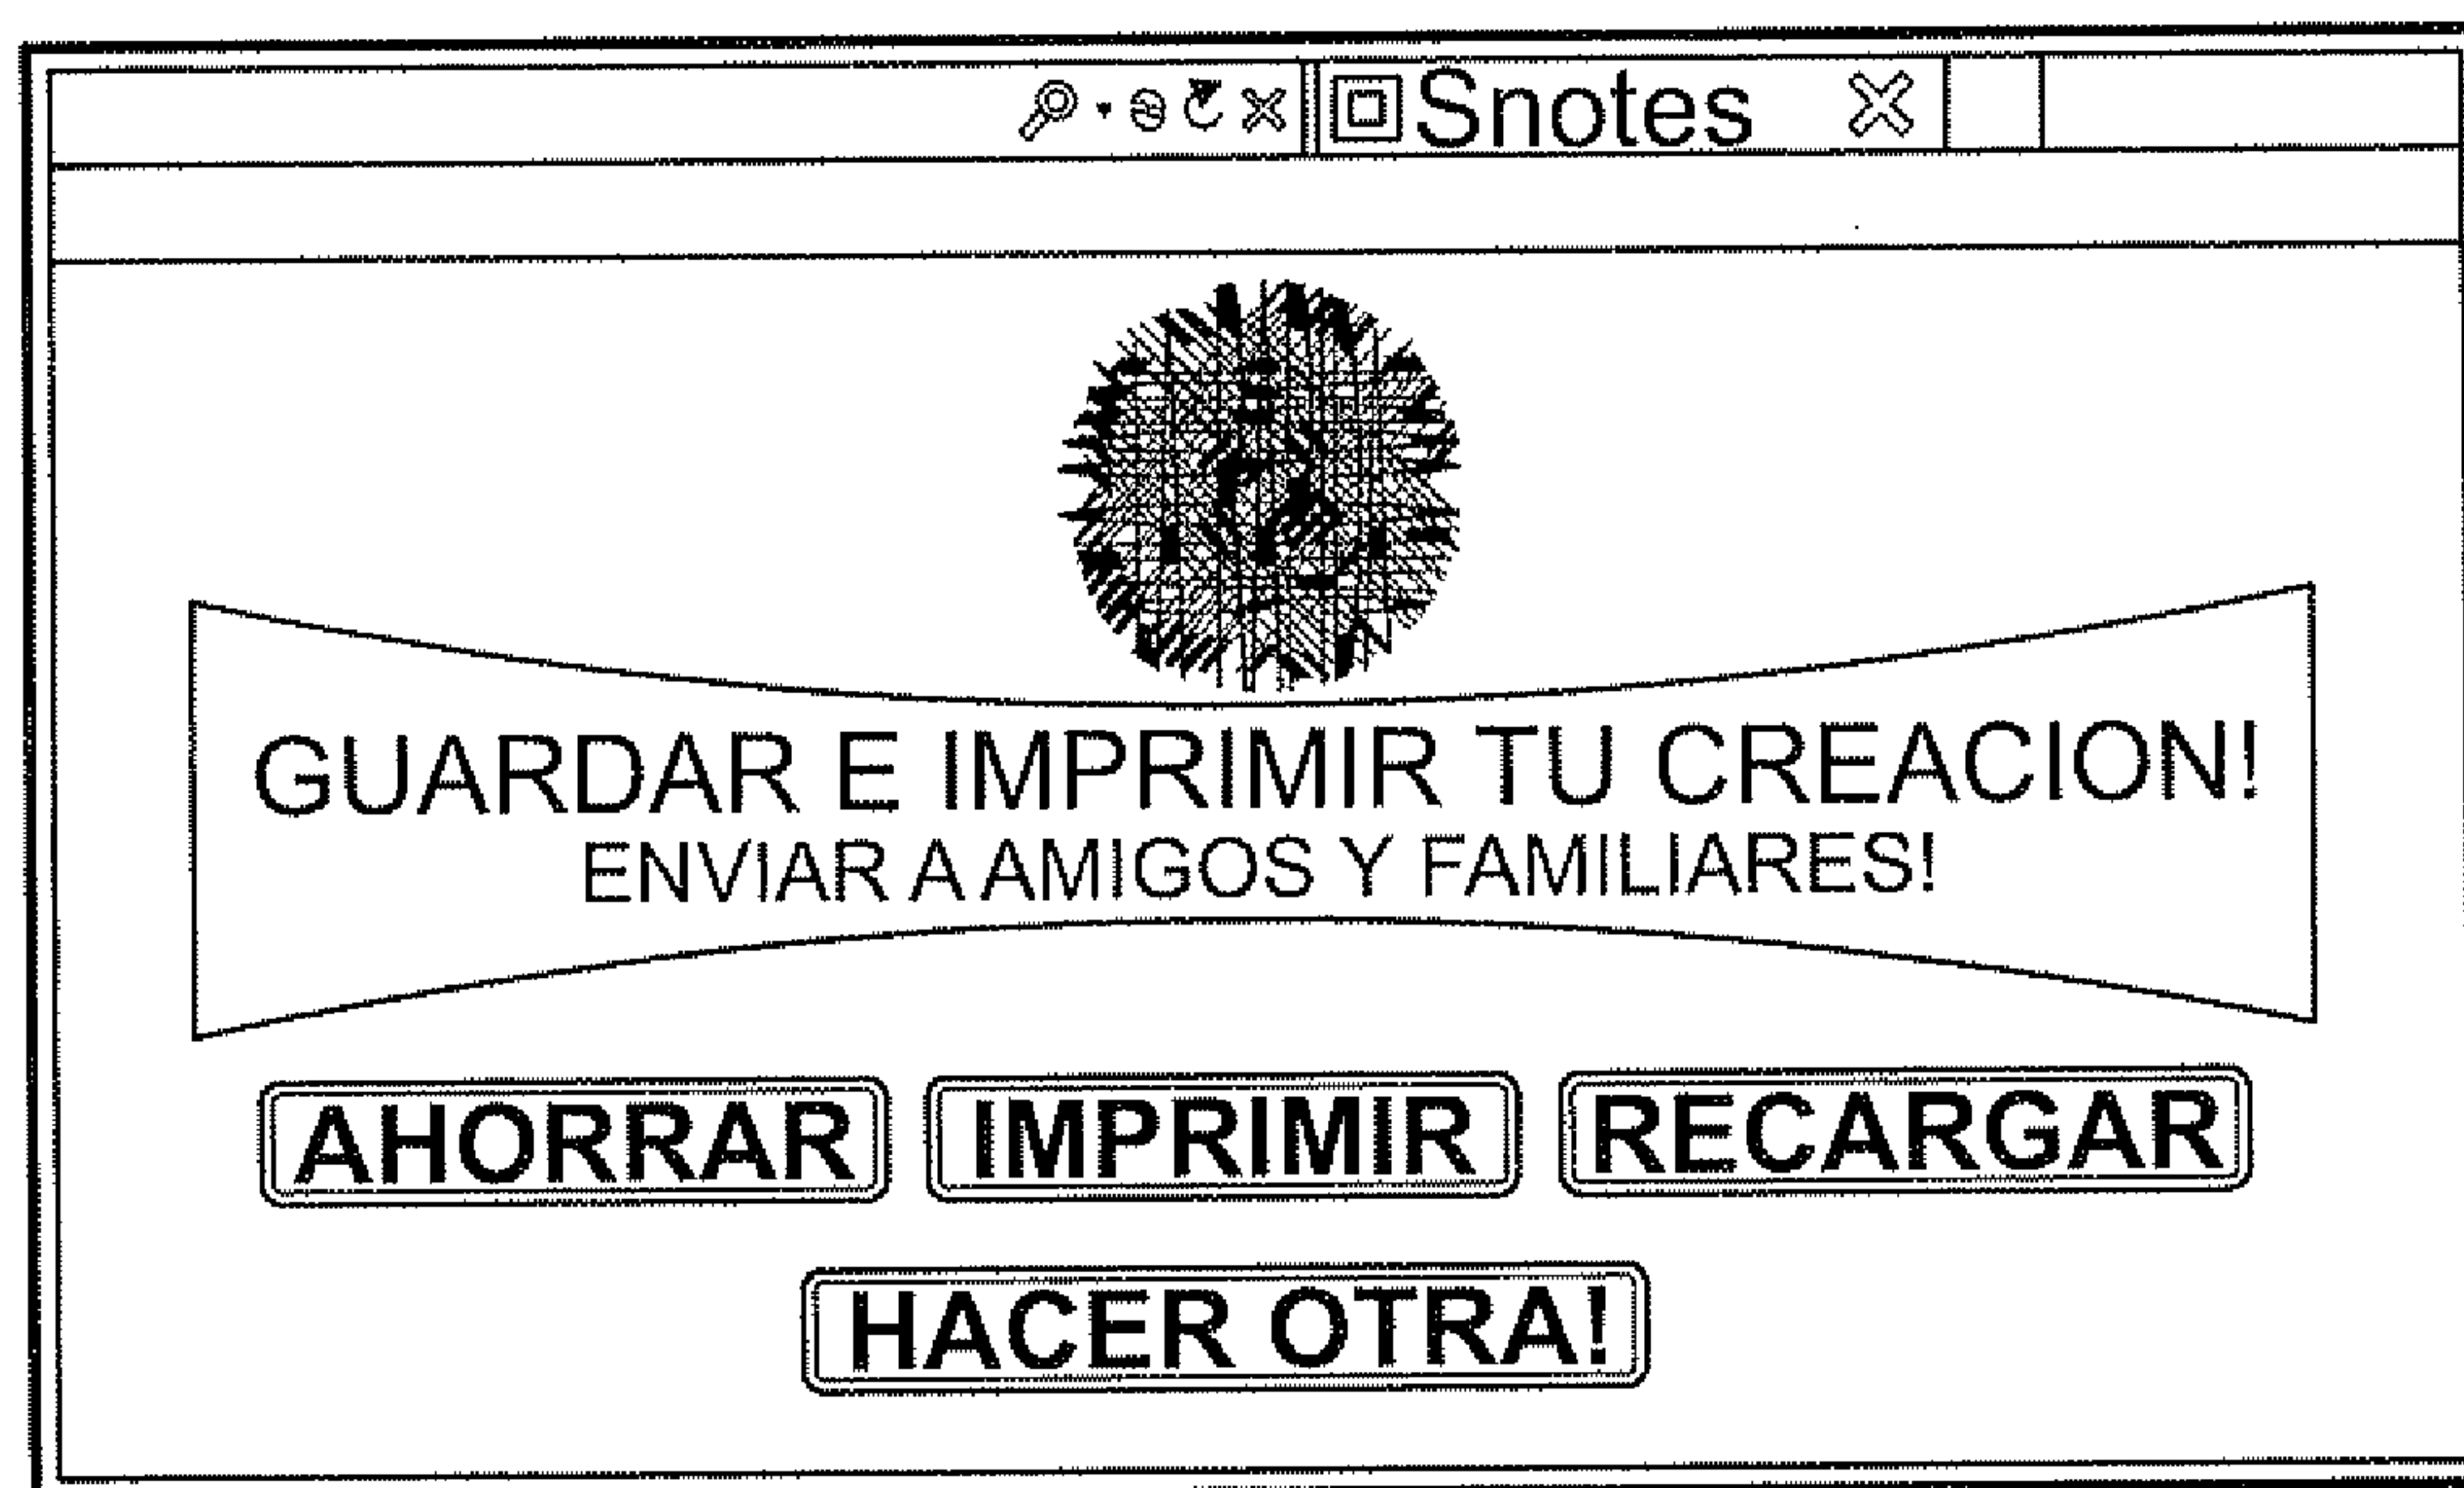 Snotes
GUARDAR E IMPRIMIR TU CREACION!
ENVIAR A AMIGOS Y FAMILIARES!
AHORRAR IMPRIMIR RECARGAR
HACER OTRA!